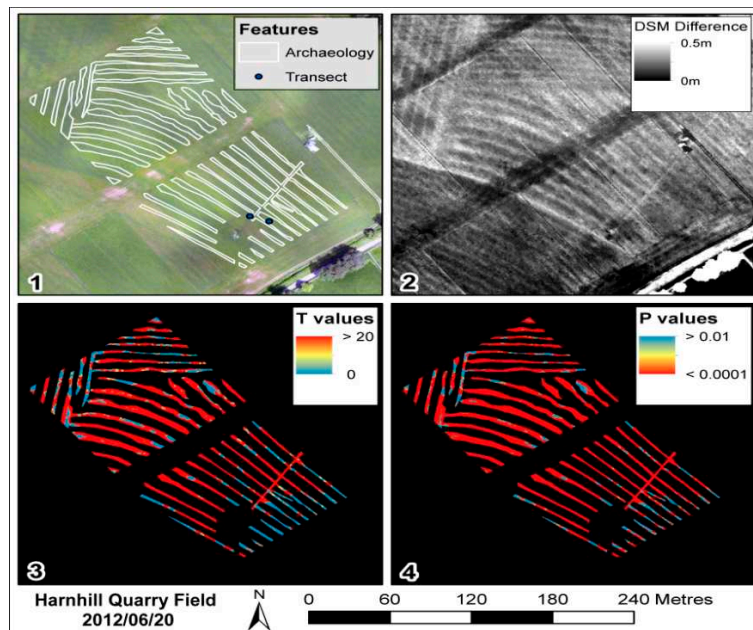 Features
Archaeology
Transect
1
DSM Difference
0.5m
0m
2
T values
> 20
0
3
P values
> 0.01
< 0.0001
4
Harnhill Quarry Field
2012/06/20
N
0 60 120 180 240 Metres